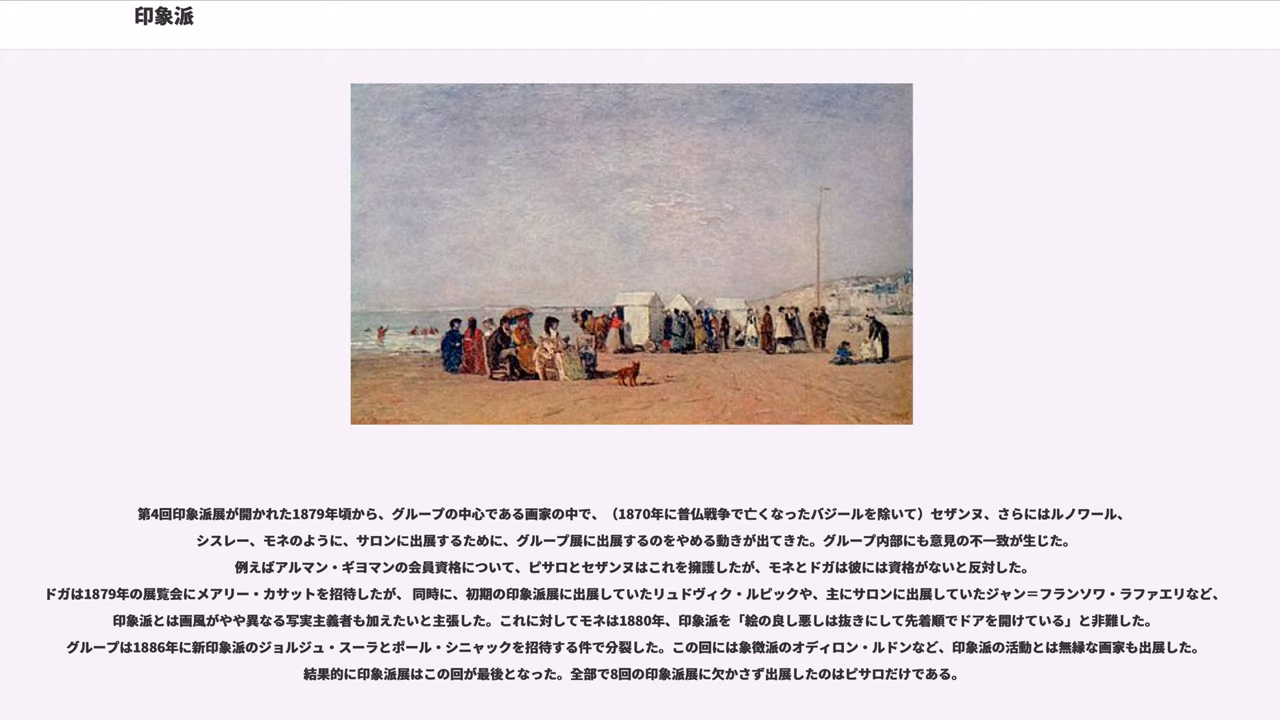 印象派
第4回印象派展が開かれた1879年頃から、グループの中心である画家の中で、（1870年に普仏戦争で亡くなったバジールを除いて）セザンヌ、さらにはルノワール、
シスレー、モネのように、サロンに出展するために、グループ展に出展するのをやめる動きが出てきた。グループ内部にも意見の不一致が生じた。
例えばアルマン・ギヨマンの会員資格について、ピサロとセザンヌはこれを擁護したが、モネとドガは彼には資格がないと反対した。
ドガは1879年の展覧会にメアリー・カサットを招待したが、 同時に、初期の印象派展に出展していたリュドヴィク・ルピックや、主にサロンに出展していたジャン＝フランソワ・ラファエリなど、
印象派とは画風がやや異なる写実主義者も加えたいと主張した。これに対してモネは1880年、印象派を「絵の良し悪しは抜きにして先着順でドアを開けている」と非難した。
グループは1886年に新印象派のジョルジュ・スーラとポール・シニャックを招待する件で分裂した。この回には象徴派のオディロン・ルドンなど、印象派の活動とは無縁な画家も出展した。
結果的に印象派展はこの回が最後となった。全部で8回の印象派展に欠かさず出展したのはピサロだけである。